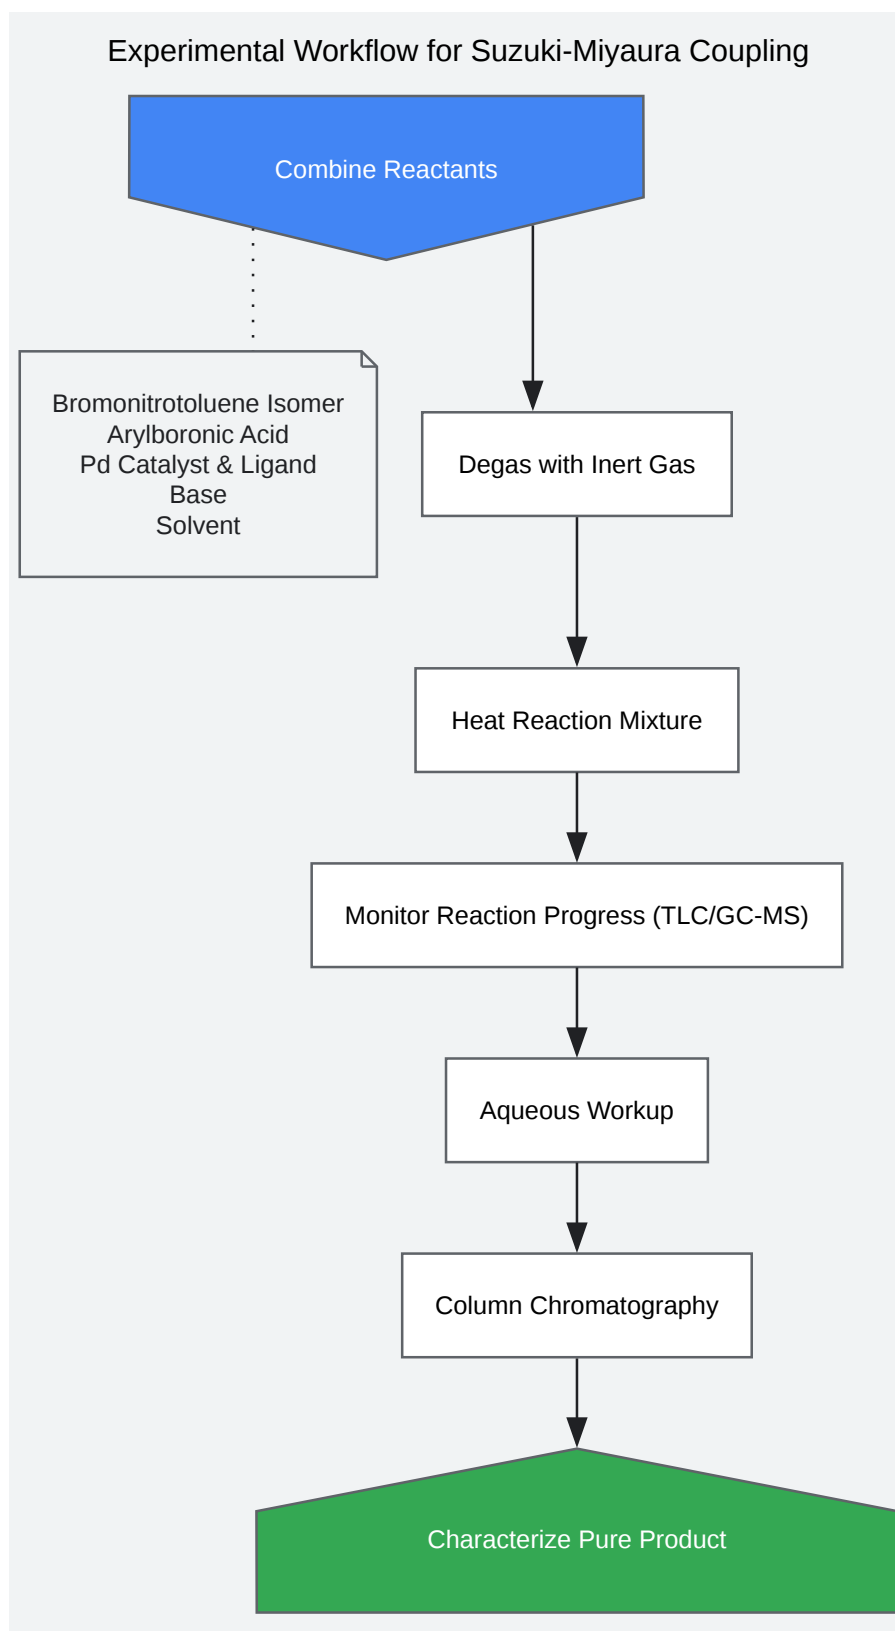 Experimental Workflow for Suzuki-Miyaura Coupling
Combine Reactants
Bromonitrotoluene Isomer
Arylboronic Acid
Pd Catalyst & Ligand
Base
Solvent
Degas with Inert Gas
Heat Reaction Mixture
Monitor Reaction Progress (TLC/GC-MS)
Aqueous Workup
Column Chromatography
Characterize Pure Product